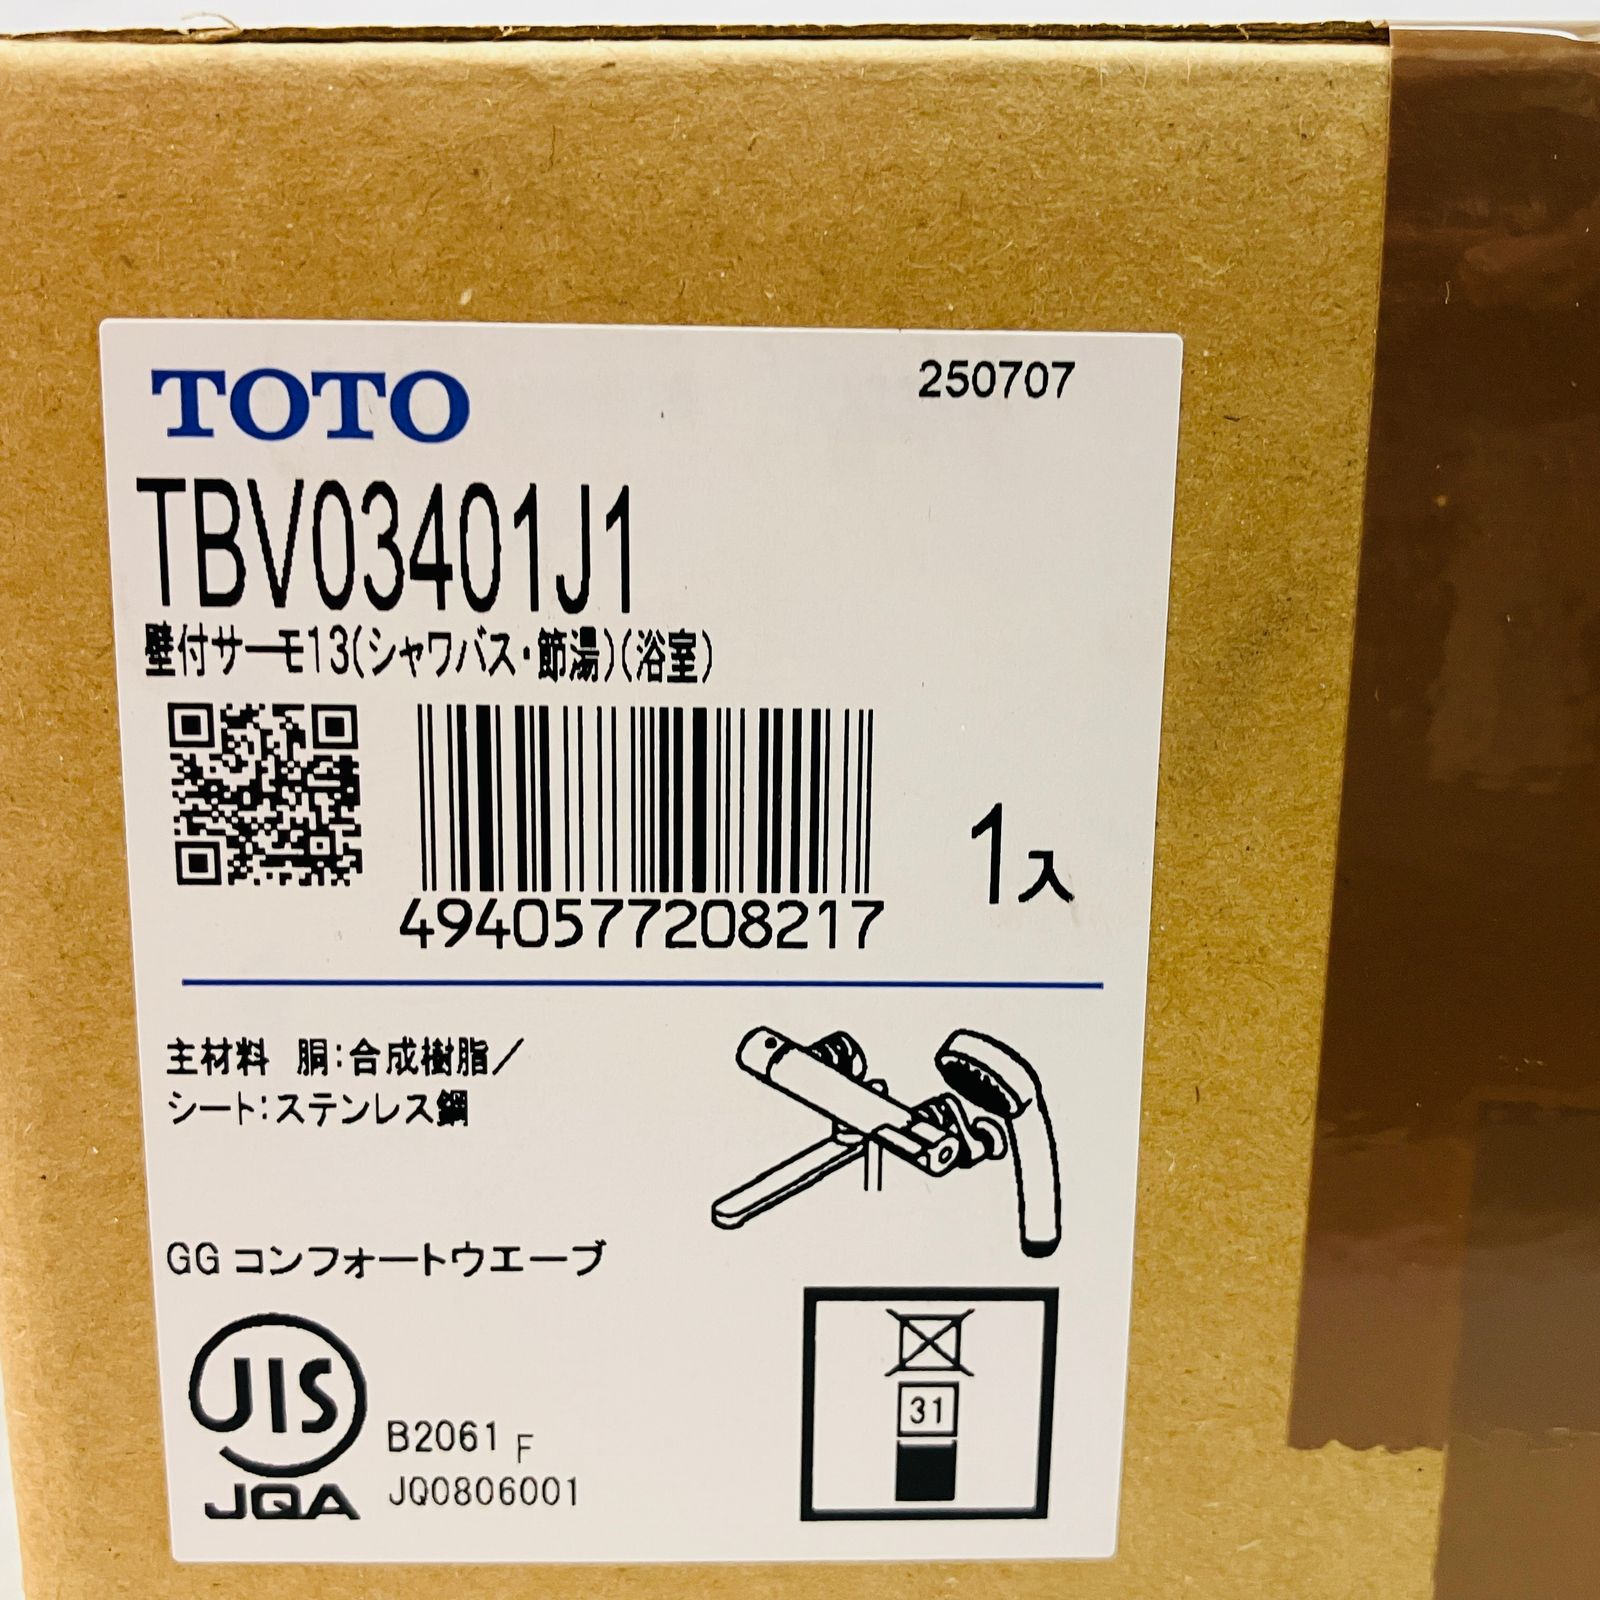 TOTO
250707
TBV03401J1
壁付サーモ13(シャワバス・節湯)(浴室)
4940577208217
1入
主材料 胴:合成樹脂/
シート:ステンレス鋼
GG コンフォートウエーブ
JIS
JQA
B2061 F
JQ0806001
31